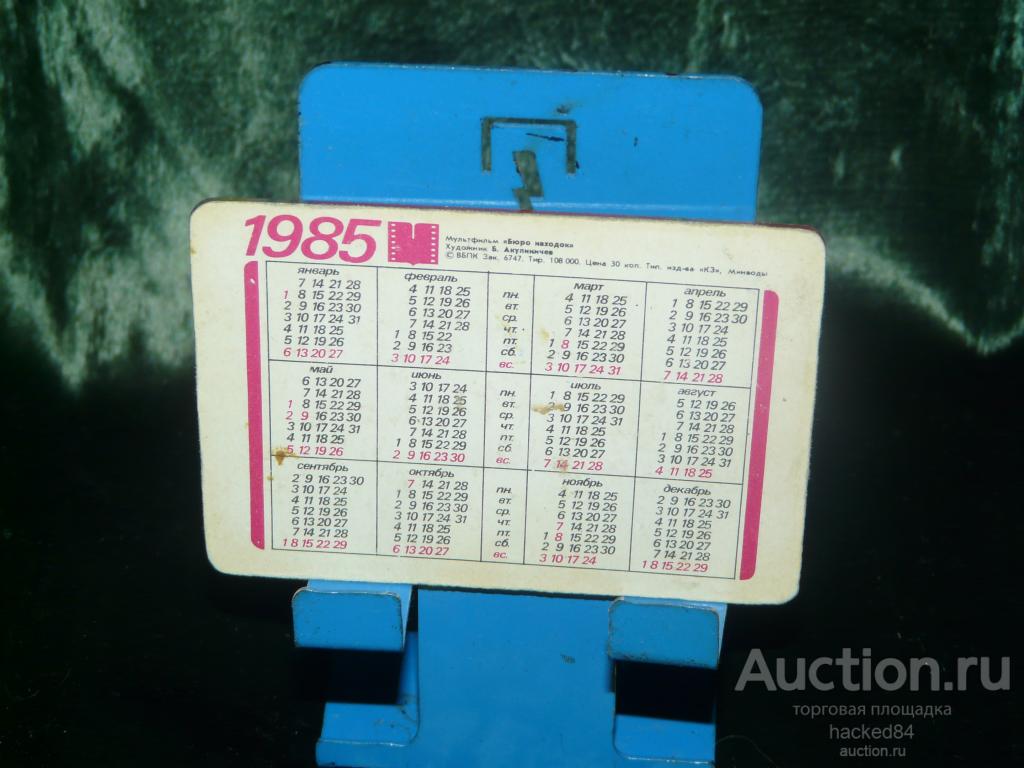 1985
Мультфильм «Бюро находок»
Художник Б. Акулиничев
© ВБПК Зак. 6747. Тир. 108 000. Цена 30 коп. Тип. изд-ва «КЗ», Минводы
январь
7 14 21 28
1 8 15 22 29
2 9 16 23 30
3 10 17 24 31
4 11 18 25
5 12 19 26
6 13 20 27
февраль
4 11 18 25
5 12 19 26
6 13 20 27
7 14 21 28
1 8 15 22
2 9 16 23
3 10 17 24
пн.
вт.
ср.
чт.
пт.
сб.
вс.
март
4 11 18 25
5 12 19 26
6 13 20 27
7 14 21 28
1 8 15 22 29
2 9 16 23 30
3 10 17 24 31
апрель
1 8 15 22 29
2 9 16 23 30
3 10 17 24
4 11 18 25
5 12 19 26
6 13 20 27
7 14 21 28
май
6 13 20 27
7 14 21 28
1 8 15 22 29
2 9 16 23 30
3 10 17 24 31
4 11 18 25
5 12 19 26
июнь
3 10 17 24
4 11 18 25
5 12 19 26
6 13 20 27
7 14 21 28
1 8 15 22 29
2 9 16 23 30
пн.
вт.
ср.
чт.
пт.
сб.
вс.
июль
1 8 15 22 29
2 9 16 23 30
3 10 17 24 31
4 11 18 25
5 12 19 26
6 13 20 27
7 14 21 28
август
5 12 19 26
6 13 20 27
7 14 21 28
1 8 15 22 29
2 9 16 23 30
3 10 17 24 31
4 11 18 25
сентябрь
2 9 16 23 30
3 10 17 24
4 11 18 25
5 12 19 26
6 13 20 27
7 14 21 28
1 8 15 22 29
октябрь
7 14 21 28
1 8 15 22 29
2 9 16 23 30
3 10 17 24 31
4 11 18 25
5 12 19 26
6 13 20 27
пн.
вт.
ср.
чт.
пт.
сб.
вс.
ноябрь
4 11 18 25
5 12 19 26
6 13 20 27
7 14 21 28
1 8 15 22 29
2 9 16 23 30
3 10 17 24
декабрь
2 9 16 23 30
3 10 17 24 31
4 11 18 25
5 12 19 26
6 13 20 27
7 14 21 28
1 8 15 22 29
Auction.ru
торговая площадка
hacked84
auction.ru